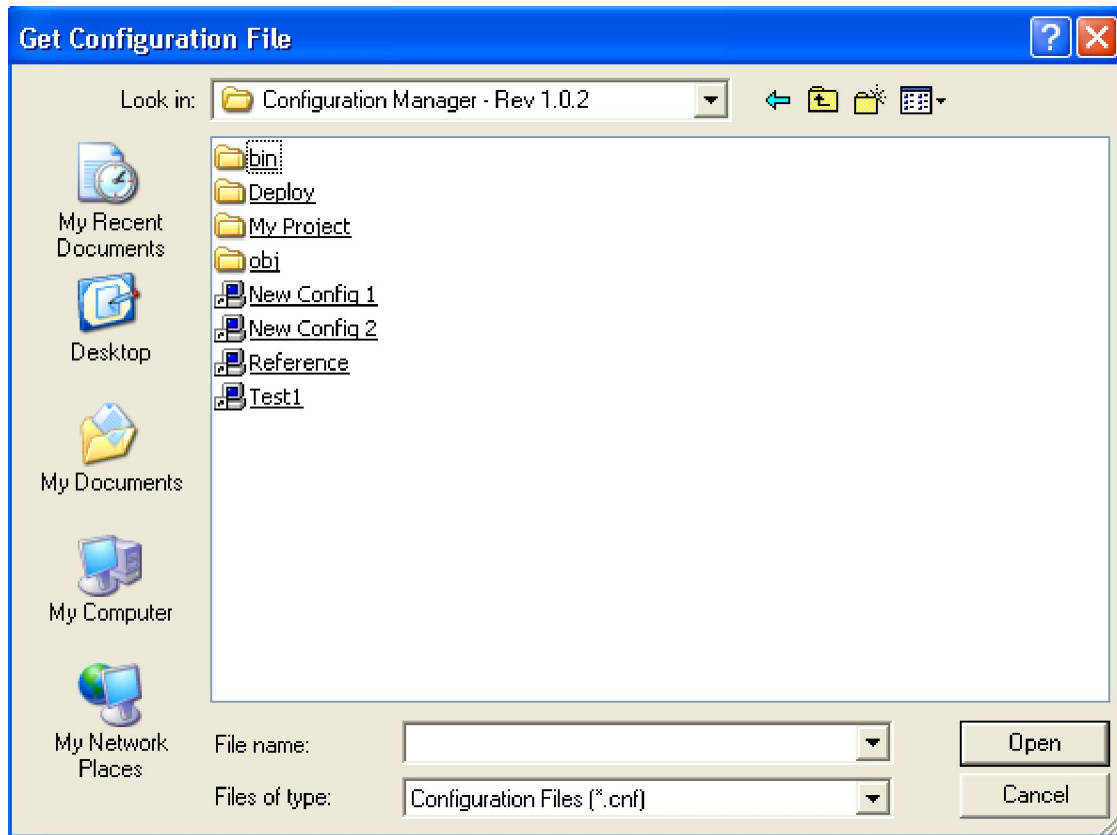 Get Configuration File
Look in: Configuration Manager - Rev 1.0.2
My Recent
Documents
Desktop
My Documents
My Computer
My Network
Places
bin
Deploy
My Project
obj
New Config 1
New Config 2
Reference
Test1
File name:
Open
Files of type: Configuration Files (*.cnf)
Cancel